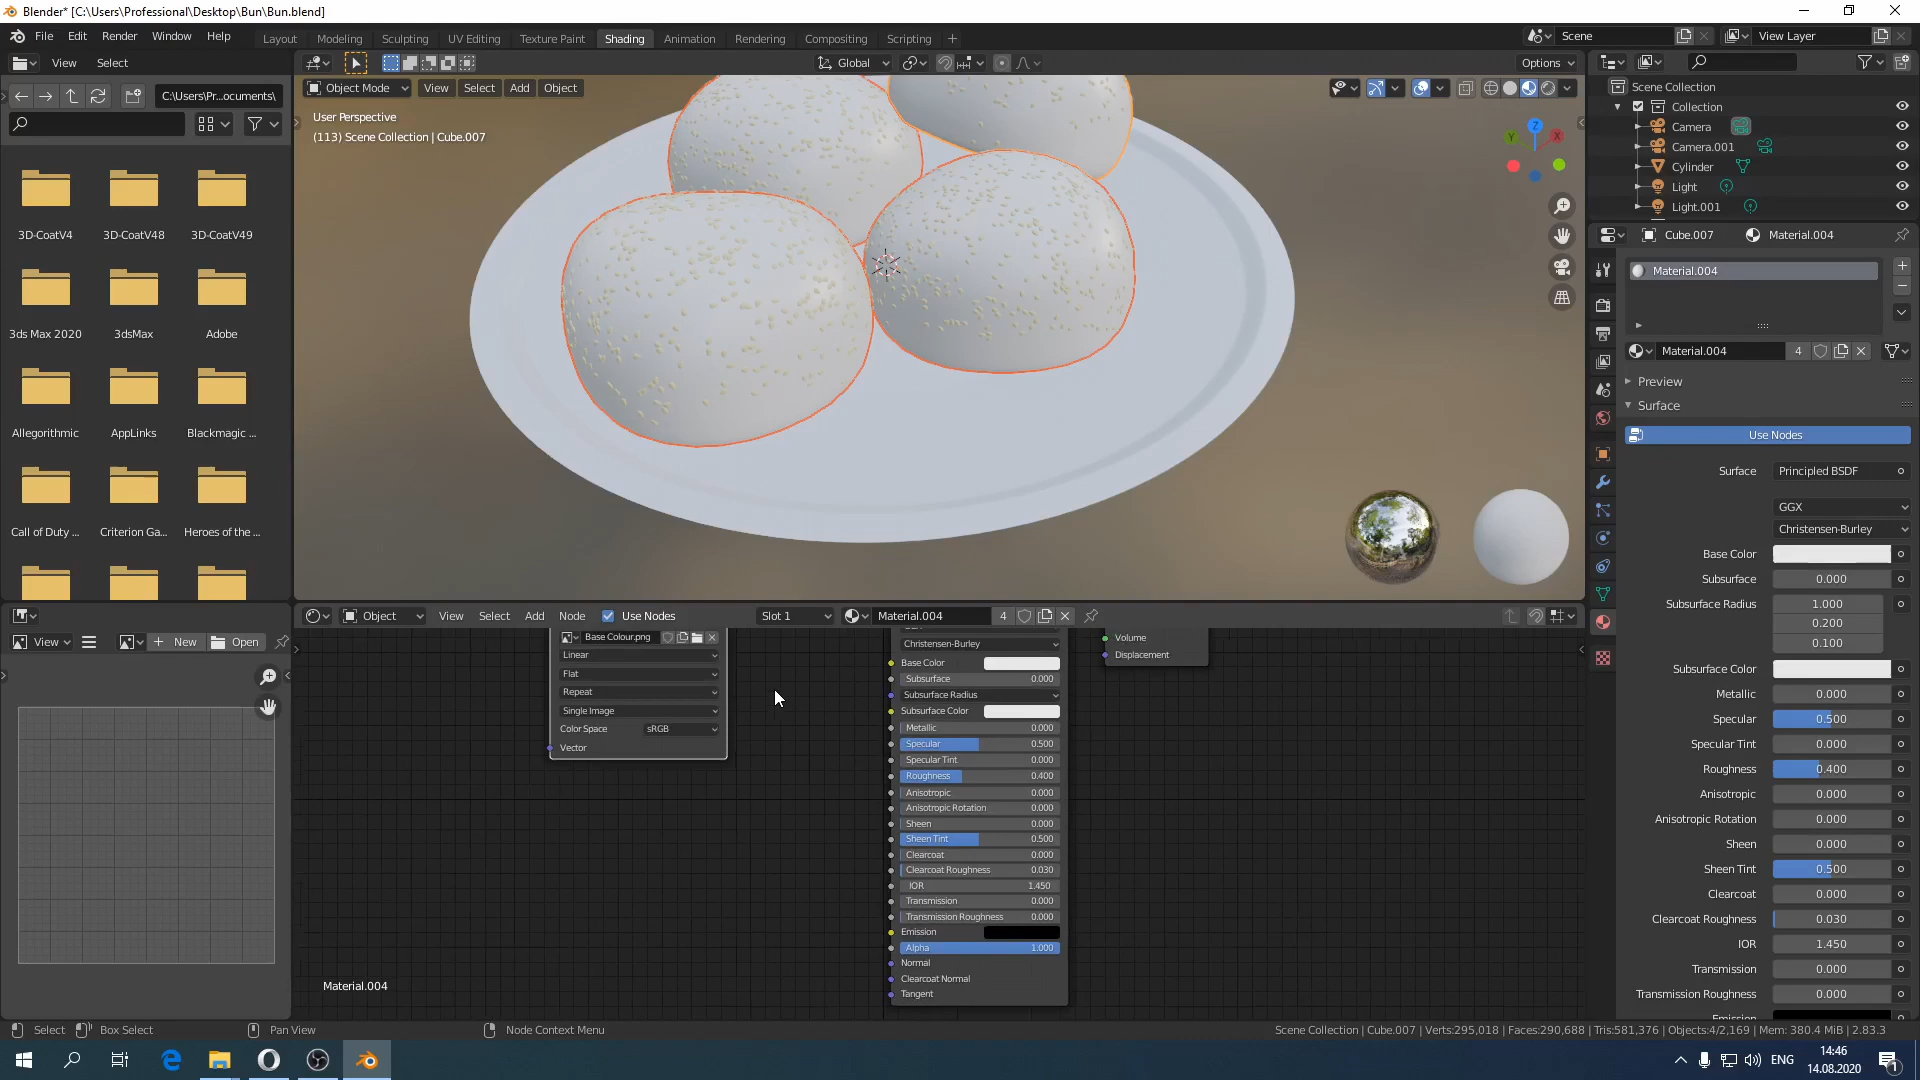 Blender* [C:\Users\Professional\Desktop\Bun\Bun.blend]
File Edit Render Window Help
Layout Modeling Sculpting UV Editing Texture Paint Shading Animation Rendering Compositing Scripting
Scene View Layer
View Select
Global Options
C:\Users\Pr...ocuments\
Object Mode View Select Add Object
User Perspective
(113) Scene Collection | Cube.007
3D-CoatV4 3D-CoatV48 3D-CoatV49
3ds Max 2020 3dsMax Adobe
Allegorithmic AppLinks Blackmagic ...
Call of Duty ... Criterion Ga... Heroes of the ...
Z
Y
X
Scene Collection
Collection
Camera
Camera.001
Cylinder
Light
Light.001
Cube.007 Material.004
Material.004
Material.004 4
Preview
Surface
Use Nodes
Surface Principled BSDF
GGX
Christensen-Burley
Base Color
Subsurface 0.000
Subsurface Radius 1.000
0.200
0.100
Subsurface Color
Metallic 0.000
Specular 0.500
Specular Tint 0.000
Roughness 0.400
Anisotropic 0.000
Anisotropic Rotation 0.000
Sheen 0.000
Sheen Tint 0.500
Clearcoat 0.000
Clearcoat Roughness 0.030
IOR 1.450
Transmission 0.000
Transmission Roughness 0.000
View New Open
Object View Select Add Node Use Nodes Slot 1 Material.004 4
Base Colour.png
Linear
Flat
Repeat
Single Image
Color Space sRGB
Vector
Christensen-Burley
Base Color
Subsurface 0.000
Subsurface Radius
Subsurface Color
Metallic 0.000
Specular 0.500
Specular Tint 0.000
Roughness 0.400
Anisotropic 0.000
Anisotropic Rotation 0.000
Sheen 0.000
Sheen Tint 0.500
Clearcoat 0.000
Clearcoat Roughness 0.030
IOR 1.450
Transmission 0.000
Transmission Roughness 0.000
Emission
Alpha 1.000
Normal
Clearcoat Normal
Tangent
Volume
Displacement
Material.004
Select Box Select Pan View Node Context Menu
Scene Collection | Cube.007 | Verts:295,018 | Faces:290,688 | Tris:581,376 | Objects:4/2,169 | Mem: 380.4 MiB | 2.83.3
ENG
14:46
14.08.2020
1